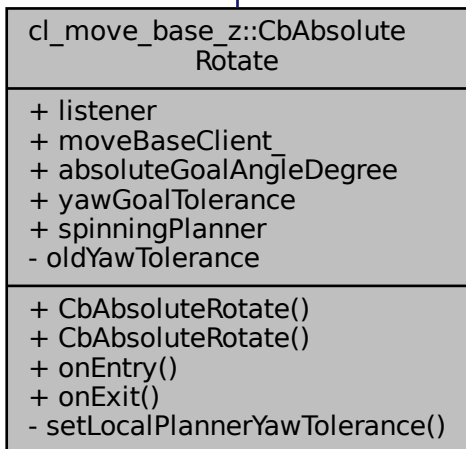 cl_move_base_z::CbAbsolute
Rotate
+ listener
+ moveBaseClient_
+ absoluteGoalAngleDegree
+ yawGoalTolerance
+ spinningPlanner
- oldYawTolerance
+ CbAbsoluteRotate()
+ CbAbsoluteRotate()
+ onEntry()
+ onExit()
- setLocalPlannerYawTolerance()